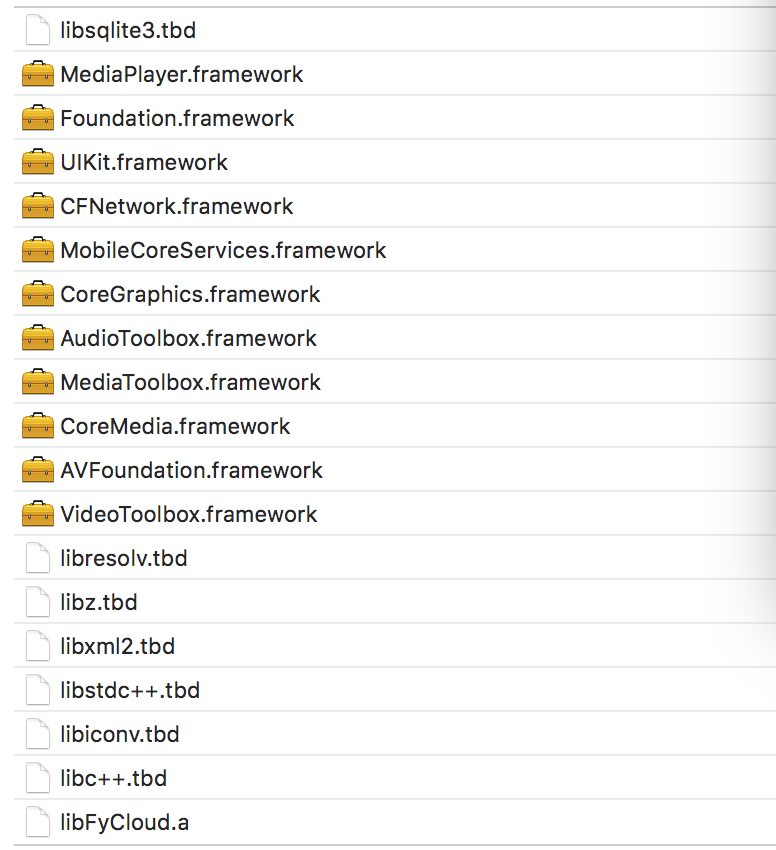 libsqlite3.tbd
MediaPlayer.framework
Foundation.framework
UIKit.framework
CFNetwork.framework
MobileCoreServices.framework
CoreGraphics.framework
AudioToolbox.framework
MediaToolbox.framework
CoreMedia.framework
AVFoundation.framework
VideoToolbox.framework
libresolv.tbd
libz.tbd
libxml2.tbd
libstdc++.tbd
libiconv.tbd
libc++.tbd
libFyCloud.a